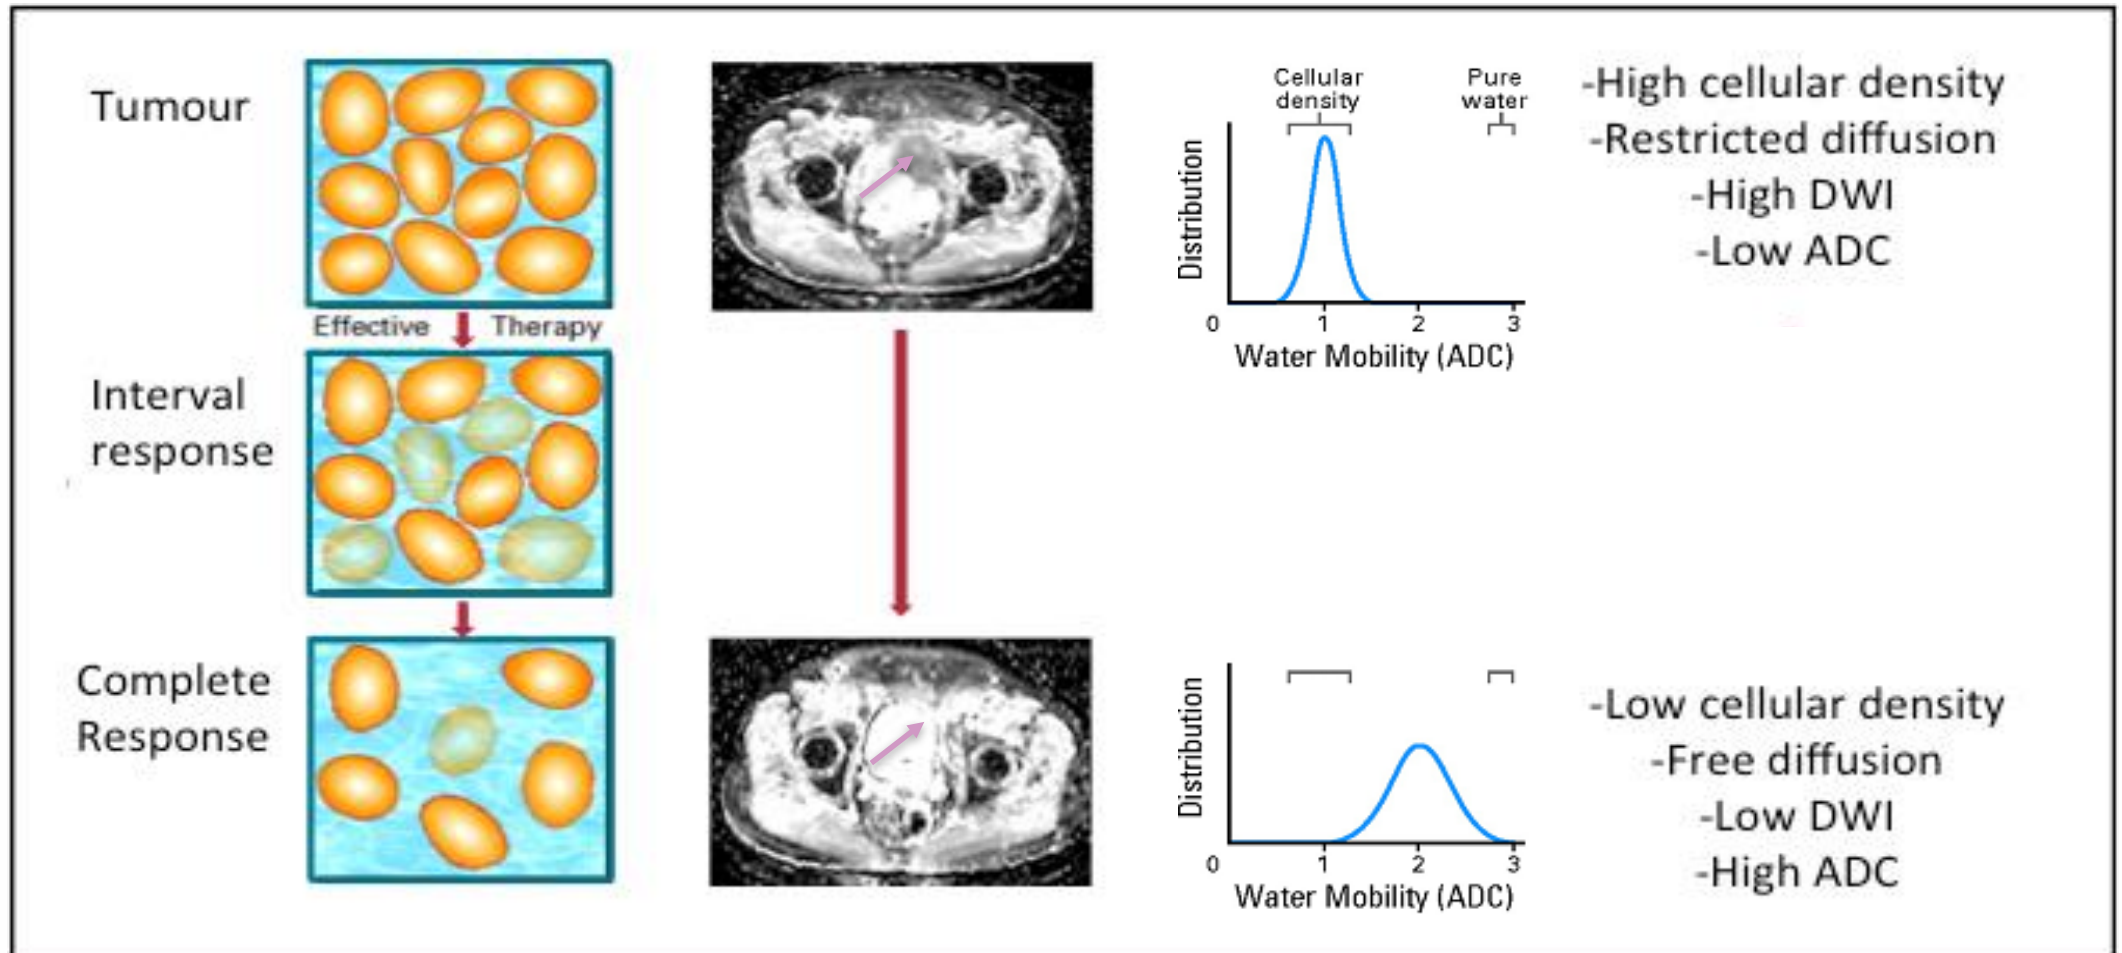 Tumour
Effective Therapy
Interval
response
Complete
Response
Cellular
density
Pure
water
Distribution
0 1 2 3
Water Mobility (ADC)
-High cellular density
-Restricted diffusion
-High DWI
-Low ADC
Distribution
0 1 2 3
Water Mobility (ADC)
-Low cellular density
-Free diffusion
-Low DWI
-High ADC